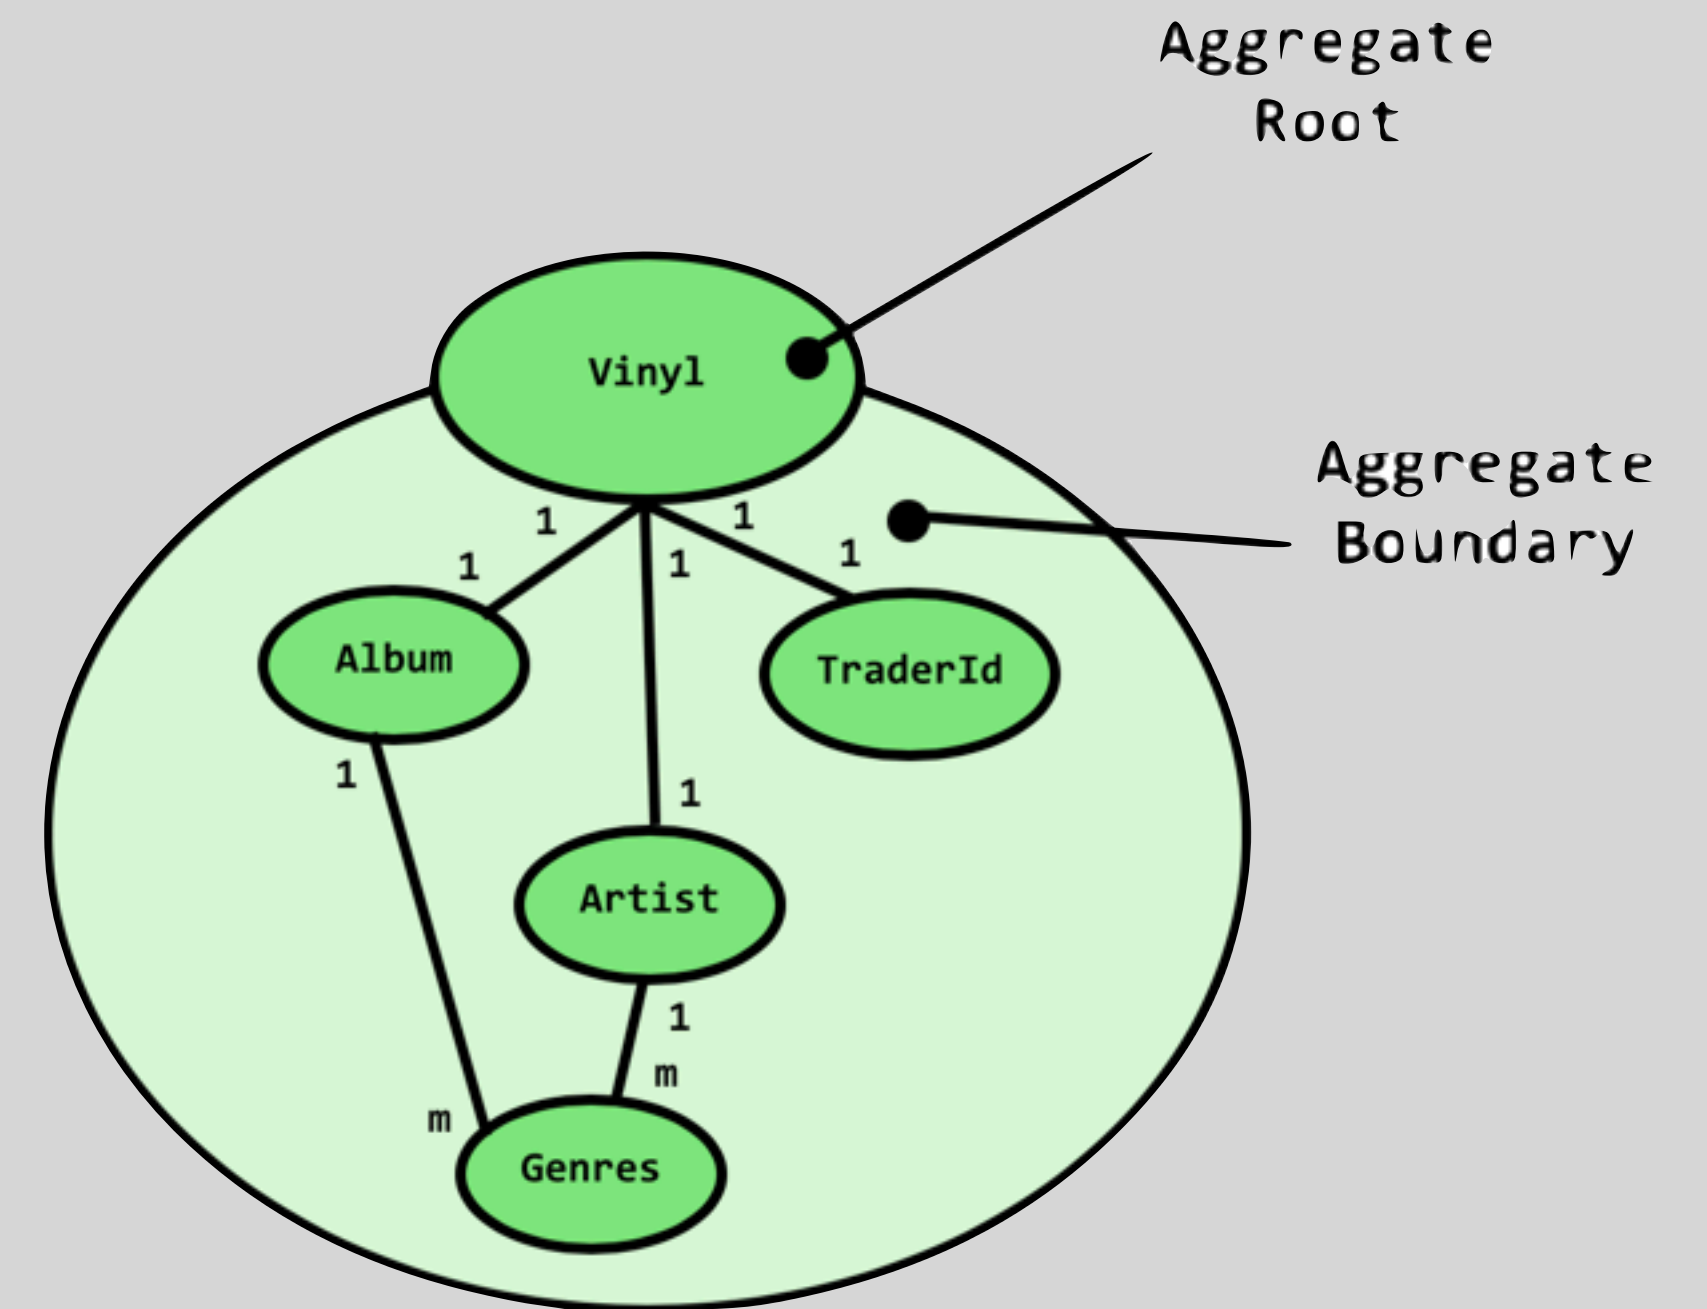 Aggregate
Root
Vinyl
Aggregate
Boundary
1
1
1
1
1
1
Album
TraderId
1
1
Artist
1
m
m
Genres